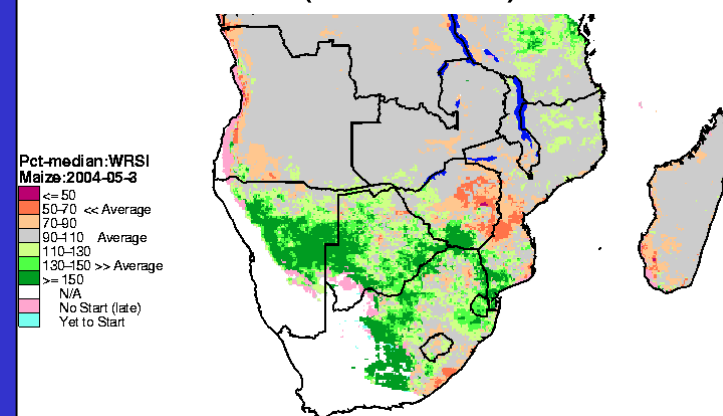 Pct-median:WRSI
Maize:2004-05-3
<= 50
50-70 << Average
70-90
90-110 Average
110-130
130-150 >> Average
>= 150
N/A
No Start (late)
Yet to Start